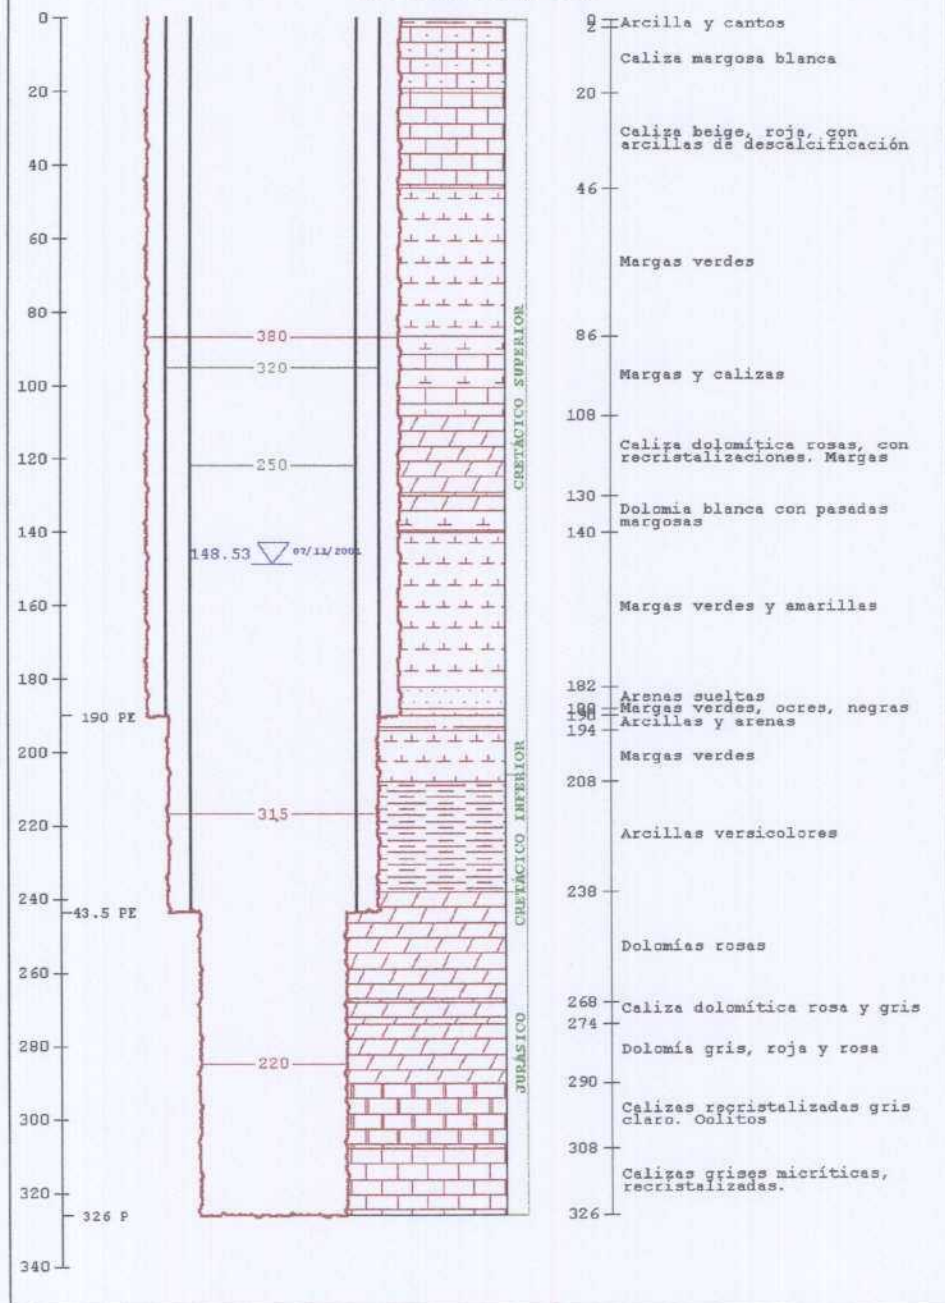 0
20
40
60
80
100
120
140
160
180
190 PE
200
220
240
43.5 PE
260
280
300
320
326 P
340
380
320
250
148.53
315
220
CRETÁCICO SUPERIOR
CRETÁCICO INFERIOR
JURÁSICO
0
2
20
46
86
108
130
140
182
190
194
208
238
268
274
290
308
326
Arcilla y cantos
Caliza margosa blanca
Caliza beige, roja, con
arcillas de descalcificación
Margas verdes
Margas y calizas
Caliza dolomítica rosas, con
recristalizaciones. Margas
Dolomía blanca con pasadas
margosas
Margas verdes y amarillas
Arenas sueltas
Margas verdes, ocres, negras
Arcillas y arenas
Margas verdes
Arcillas versicolores
Dolomías rosas
Caliza dolomítica rosa y gris
Dolomía gris, roja y rosa
Calizas recristalizadas gris
claro. Oolitos
Calizas grises micríticas,
recristalizadas.